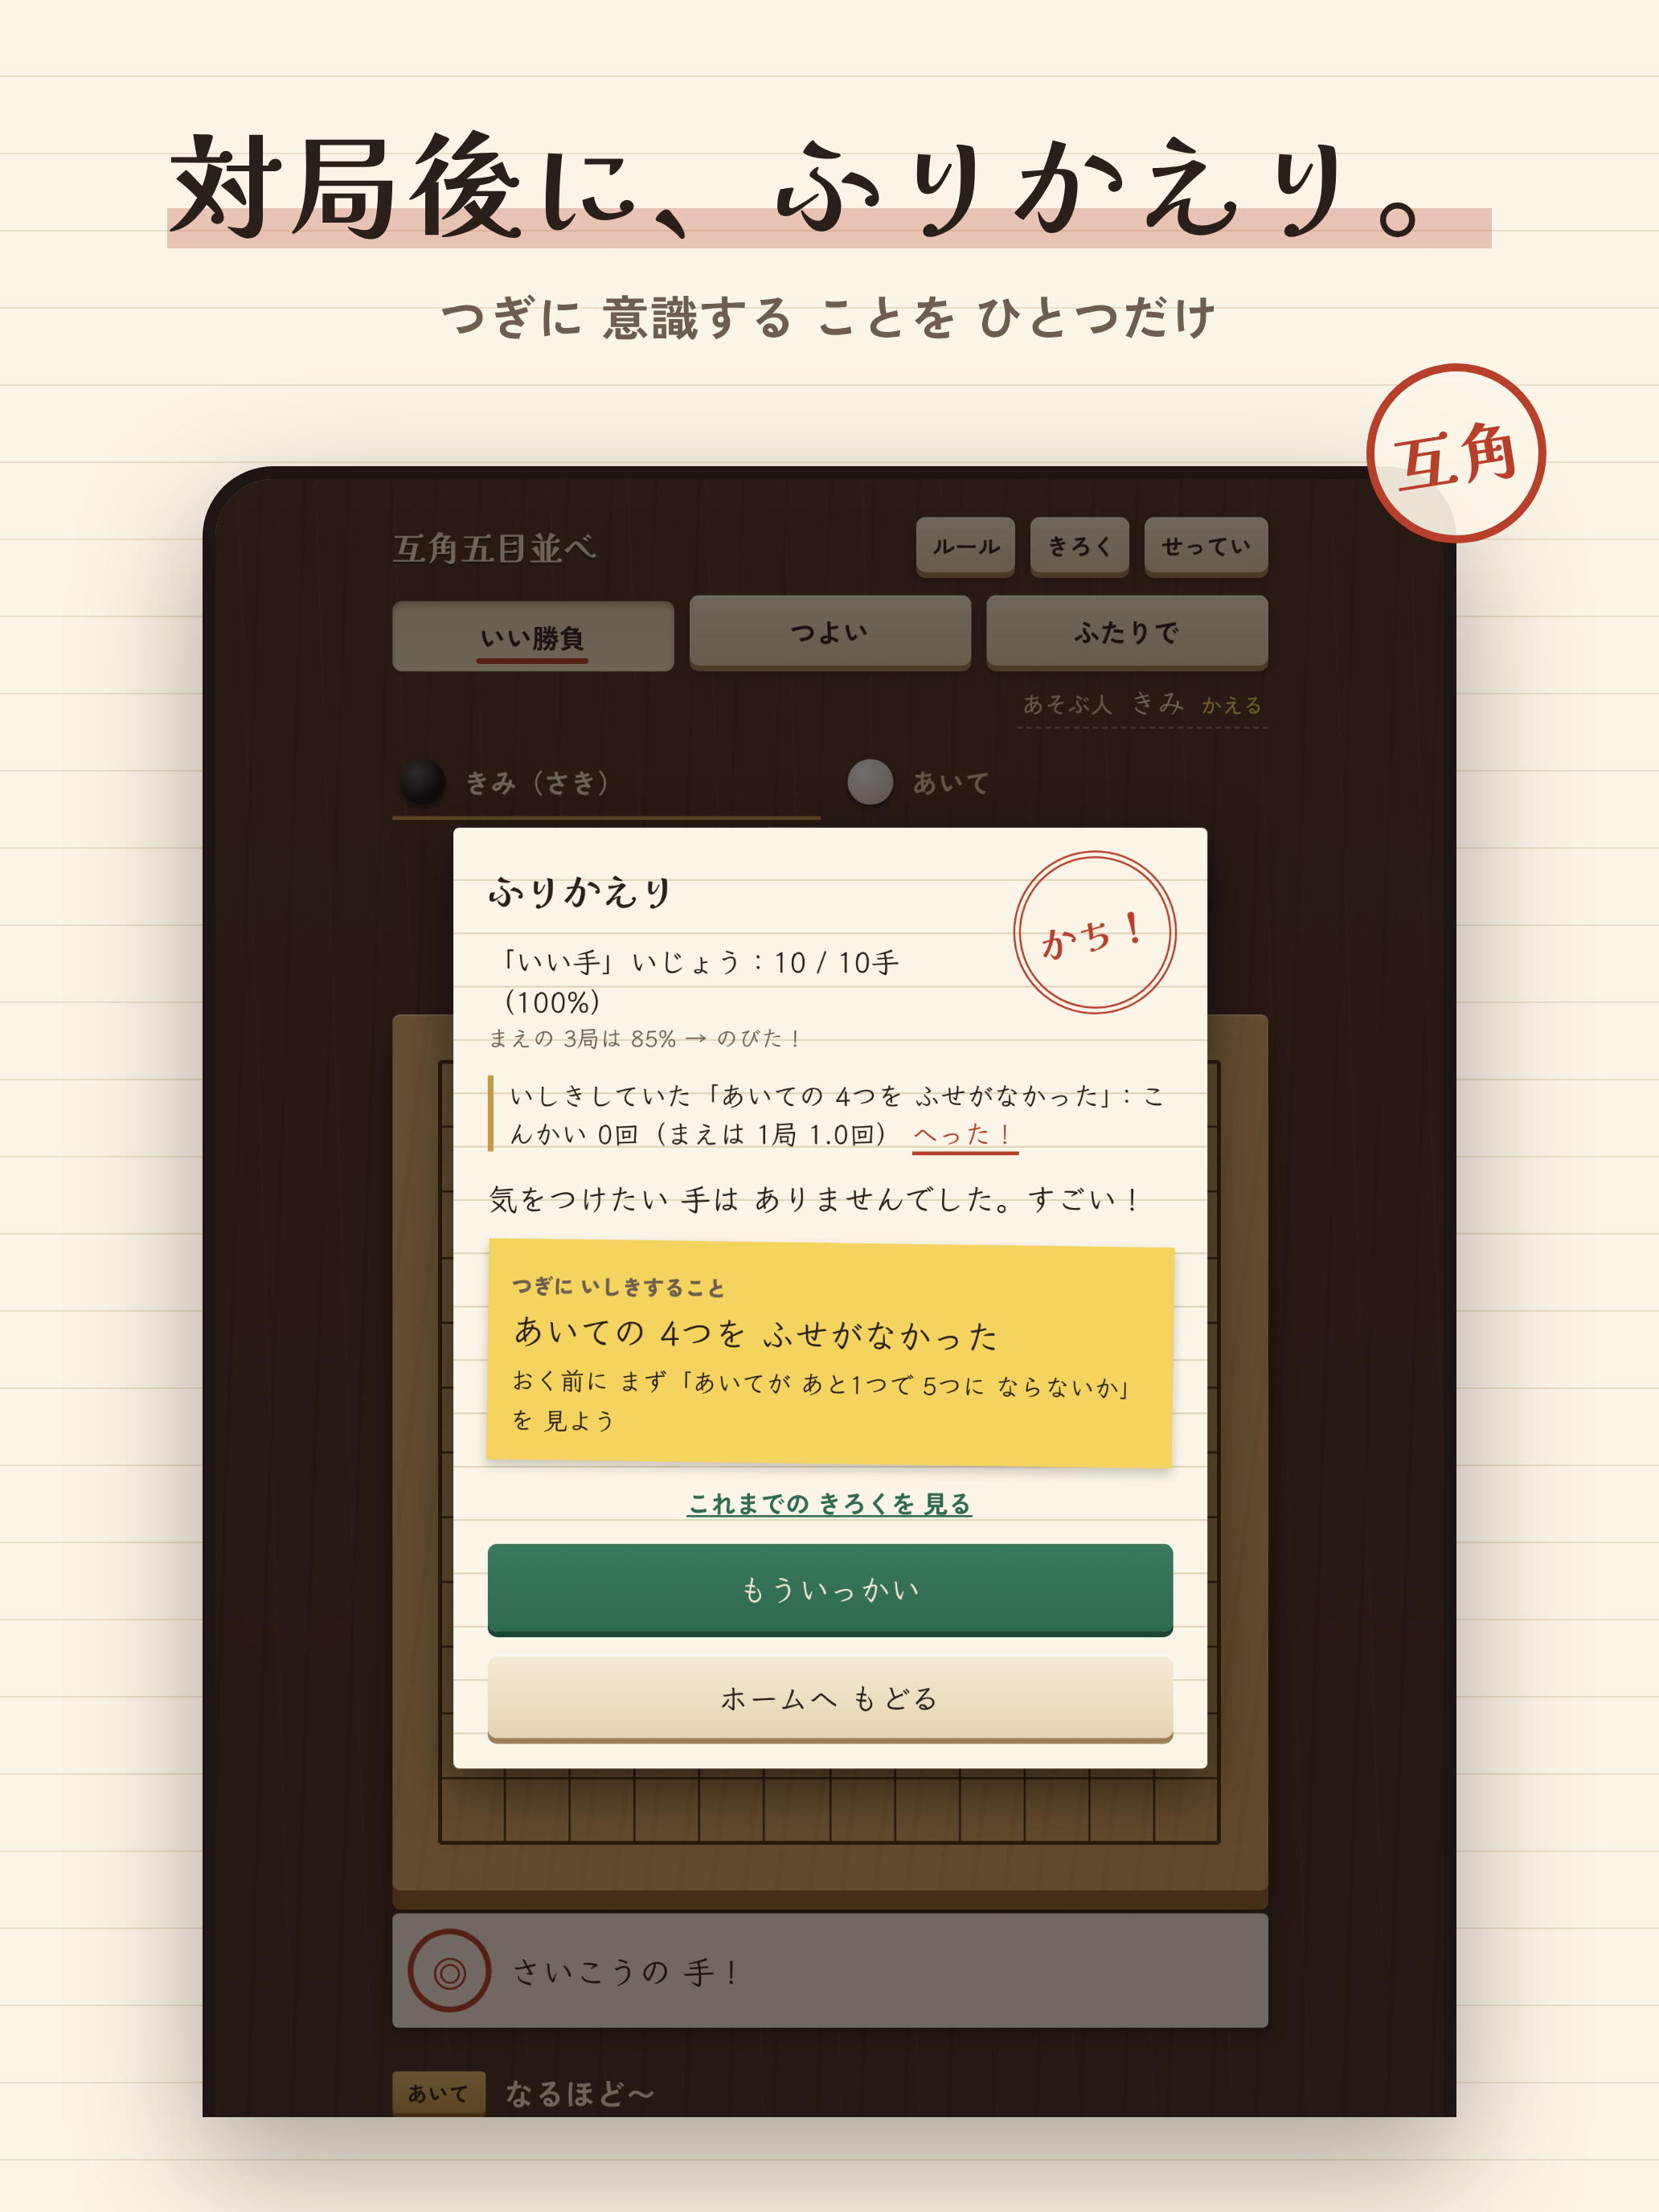 対局後に、ふりかえり。
つぎに 意識する ことを ひとつだけ
互角
互角五目並べ
ルール
きろく
せってい
いい勝負
つよい
ふたりで
あそぶ人 きみ かえる
きみ（さき）
あいて
ふりかえり
かち！
「いい手」いじょう：10 / 10手
（100%）
まえの 3局は 85% → のびた！
いしきしていた「あいての 4つを ふせがなかった」：こ
んかい 0回（まえは 1局 1.0回） へった！
気をつけたい 手は ありませんでした。すごい！
つぎに いしきすること
あいての 4つを ふせがなかった
おく前に まず「あいてが あと1つで 5つに ならないか」
を 見よう
これまでの きろくを 見る
もういっかい
ホームへ もどる
◎ さいこうの 手！
あいて なるほど〜